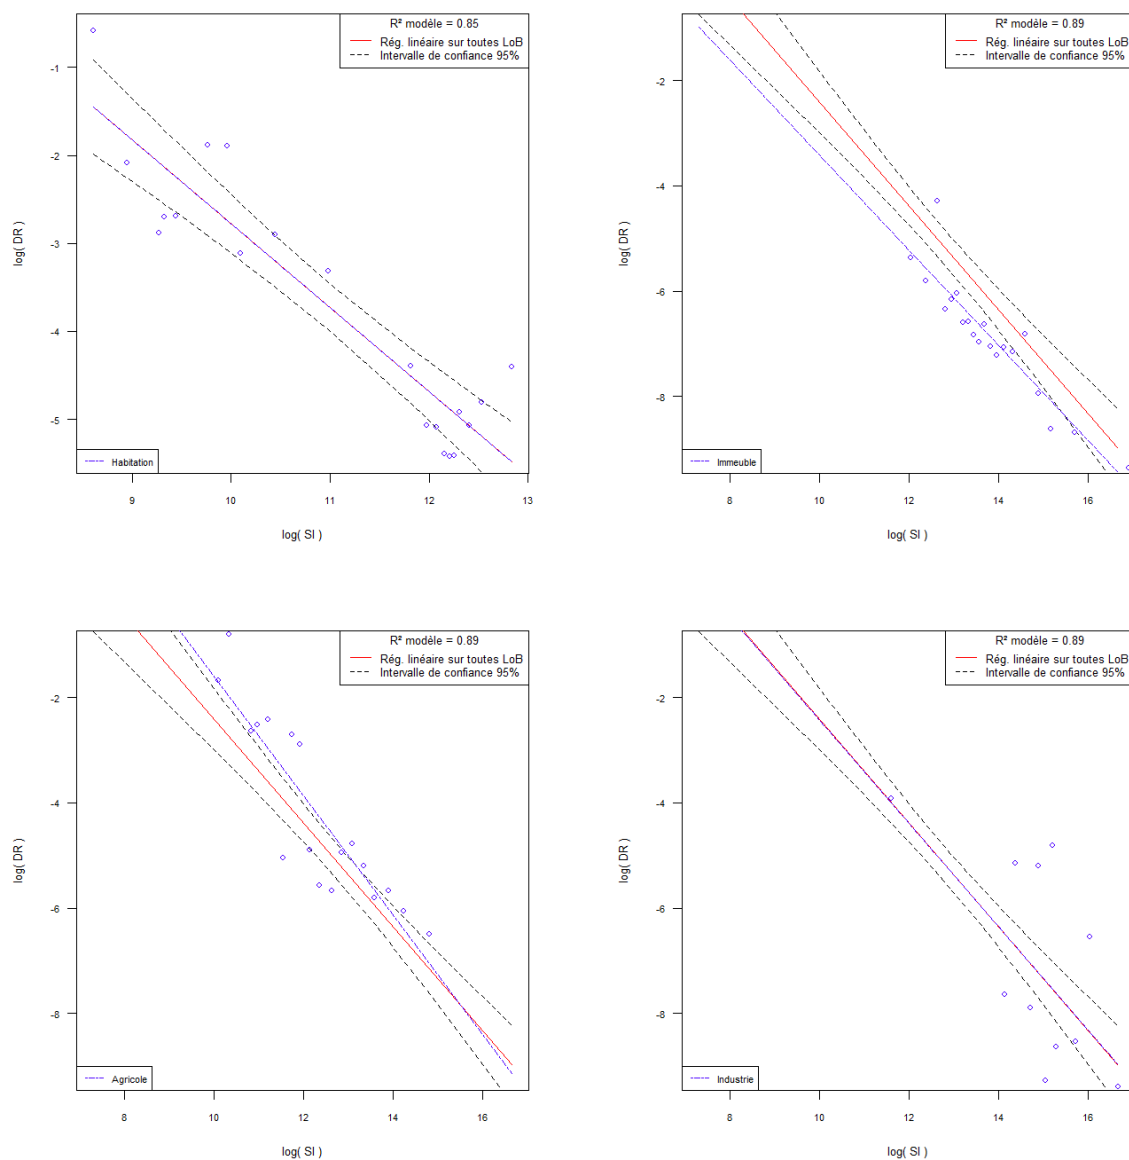 R² modèle = 0.85
Rég. linéaire sur toutes LoB
Intervalle de confiance 95%
-1
-2
-3
-4
-5
log( DR )
Habitation
9
10
11
12
13
log( SI )
R² modèle = 0.89
Rég. linéaire sur toutes LoB
Intervalle de confiance 95%
-2
-4
-6
-8
log( DR )
Immeuble
8
10
12
14
16
log( SI )
R² modèle = 0.89
Rég. linéaire sur toutes LoB
Intervalle de confiance 95%
-2
-4
-6
-8
log( DR )
Agricole
8
10
12
14
16
log( SI )
R² modèle = 0.89
Rég. linéaire sur toutes LoB
Intervalle de confiance 95%
-2
-4
-6
-8
log( DR )
Industrie
8
10
12
14
16
log( SI )